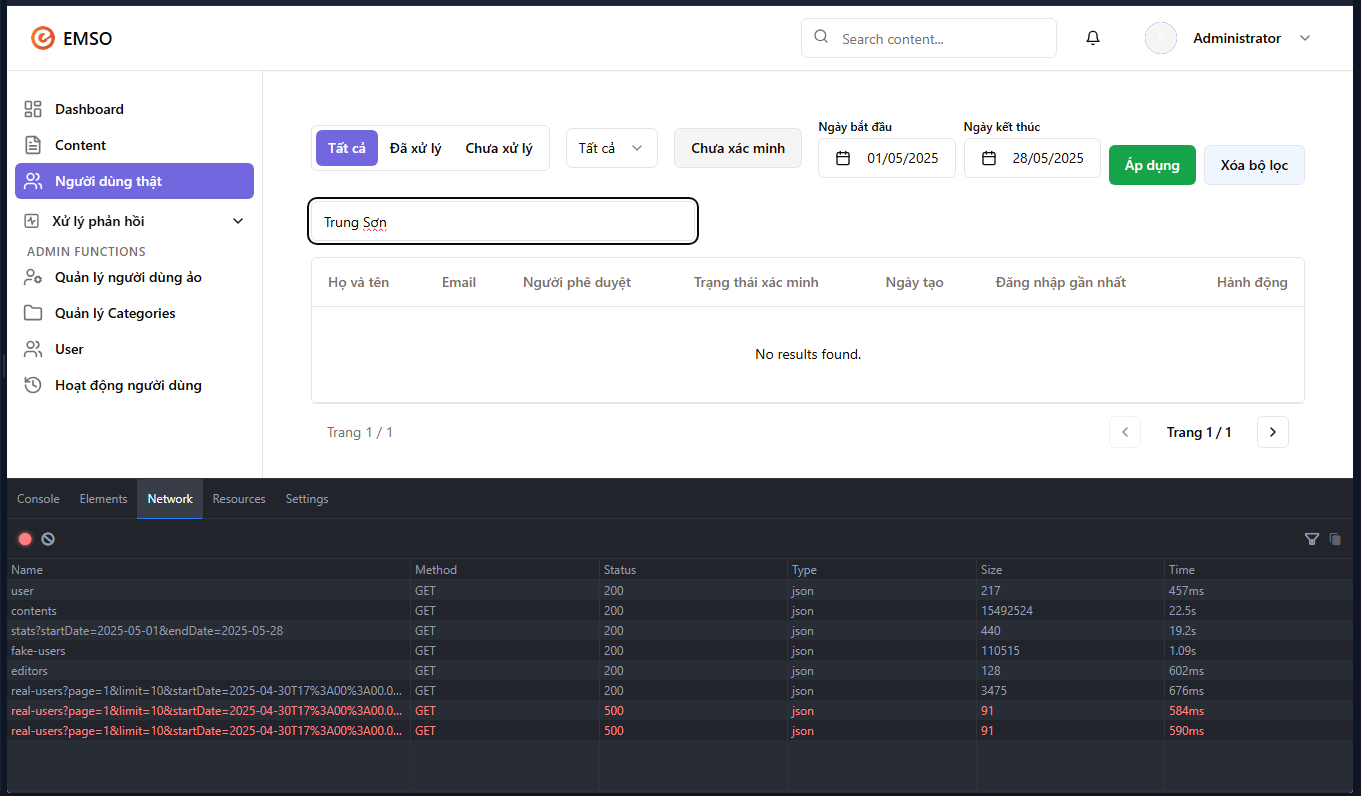 EMSO
Search content...
Administrator
Dashboard
Content
Người dùng thật
Xử lý phản hồi
ADMIN FUNCTIONS
Quản lý người dùng ảo
Quản lý Categories
User
Hoạt động người dùng
Tất cả Đã xử lý Chưa xử lý
Tất cả
Chưa xác minh
Ngày bắt đầu
01/05/2025
Ngày kết thúc
28/05/2025
Áp dụng
Xóa bộ lọc
Trung Sơn
Họ và tên Email Người phê duyệt Trạng thái xác minh Ngày tạo Đăng nhập gần nhất Hành động
No results found.
Trang 1 / 1
Trang 1 / 1
Console Elements Network Resources Settings
Name Method Status Type Size Time
user GET 200 json 217 457ms
contents GET 200 json 15492524 22.5s
stats?startDate=2025-05-01&endDate=2025-05-28 GET 200 json 440 19.2s
fake-users GET 200 json 110515 1.09s
editors GET 200 json 128 602ms
real-users?page=1&limit=10&startDate=2025-04-30T17%3A00%3A00.0... GET 200 json 3475 676ms
real-users?page=1&limit=10&startDate=2025-04-30T17%3A00%3A00.0... GET 500 json 91 584ms
real-users?page=1&limit=10&startDate=2025-04-30T17%3A00%3A00.0... GET 500 json 91 590ms